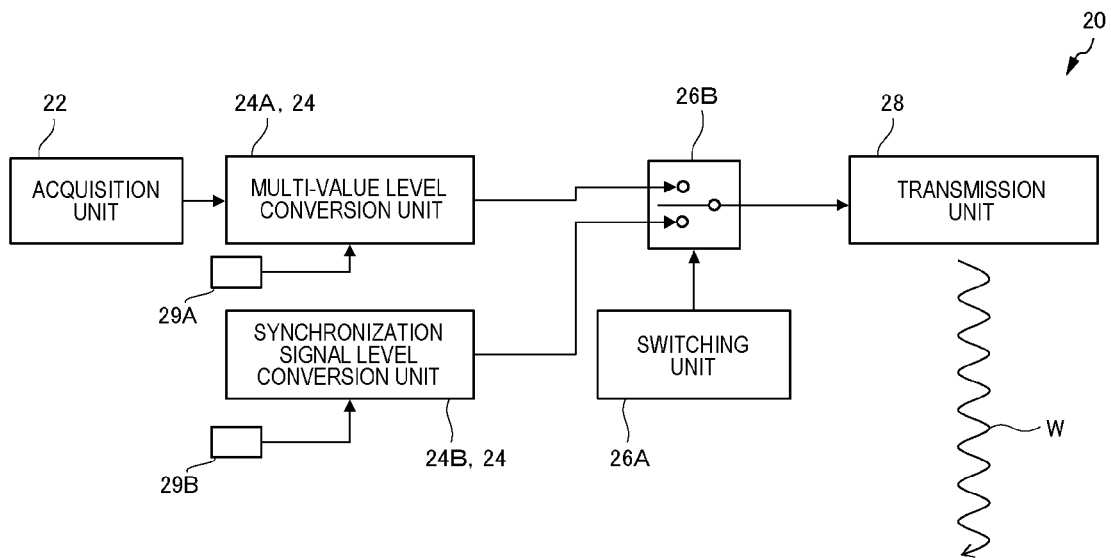 20
22
24A, 24
26B
28
ACQUISITION
UNIT
MULTI-VALUE LEVEL
CONVERSION UNIT
TRANSMISSION
UNIT
29A
SYNCHRONIZATION
SIGNAL LEVEL
CONVERSION UNIT
SWITCHING
UNIT
29B
24B, 24
26A
W